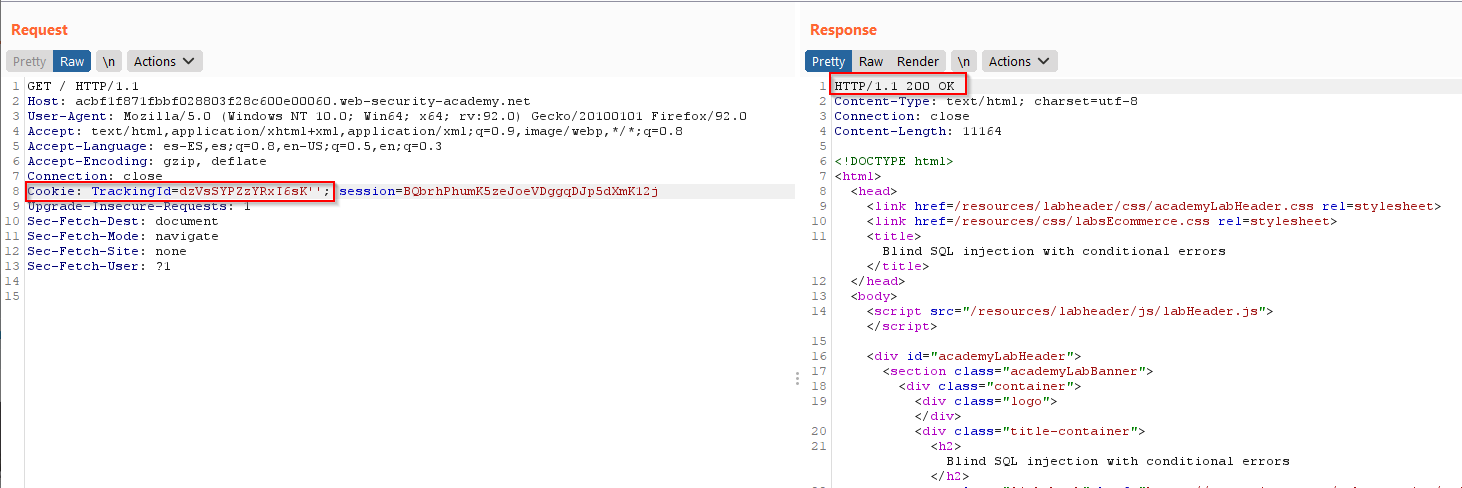 Request
Pretty Raw \n Actions
1 GET / HTTP/1.1
2 Host: acbf1f871fbbf028803f28c600e00060.web-security-academy.net
3 User-Agent: Mozilla/5.0 (Windows NT 10.0; Win64; x64; rv:92.0) Gecko/20100101 Firefox/92.0
4 Accept: text/html,application/xhtml+xml,application/xml;q=0.9,image/webp,*/*;q=0.8
5 Accept-Language: es-ES,es;q=0.8,en-US;q=0.5,en;q=0.3
6 Accept-Encoding: gzip, deflate
7 Connection: close
8 Cookie: TrackingId=dzVsSYPZzYRxI6sK''; session=BQbrhPhumK5zeJoeVDggqDJp5dXmK12j
9 Upgrade-Insecure-Requests: 1
10 Sec-Fetch-Dest: document
11 Sec-Fetch-Mode: navigate
12 Sec-Fetch-Site: none
13 Sec-Fetch-User: ?1
14
15
Response
Pretty Raw Render \n Actions
1 HTTP/1.1 200 OK
2 Content-Type: text/html; charset=utf-8
3 Connection: close
4 Content-Length: 11164
5
6 <!DOCTYPE html>
7 <html>
8 <head>
9 <link href=/resources/labheader/css/academyLabHeader.css rel=stylesheet>
10 <link href=/resources/css/labsEcommerce.css rel=stylesheet>
11 <title>
Blind SQL injection with conditional errors
</title>
12 </head>
13 <body>
14 <script src="/resources/labheader/js/labHeader.js">
</script>
15
16 <div id="academyLabHeader">
17 <section class="academyLabBanner">
18 <div class="container">
19 <div class="logo">
</div>
20 <div class="title-container">
21 <h2>
Blind SQL injection with conditional errors
</h2>